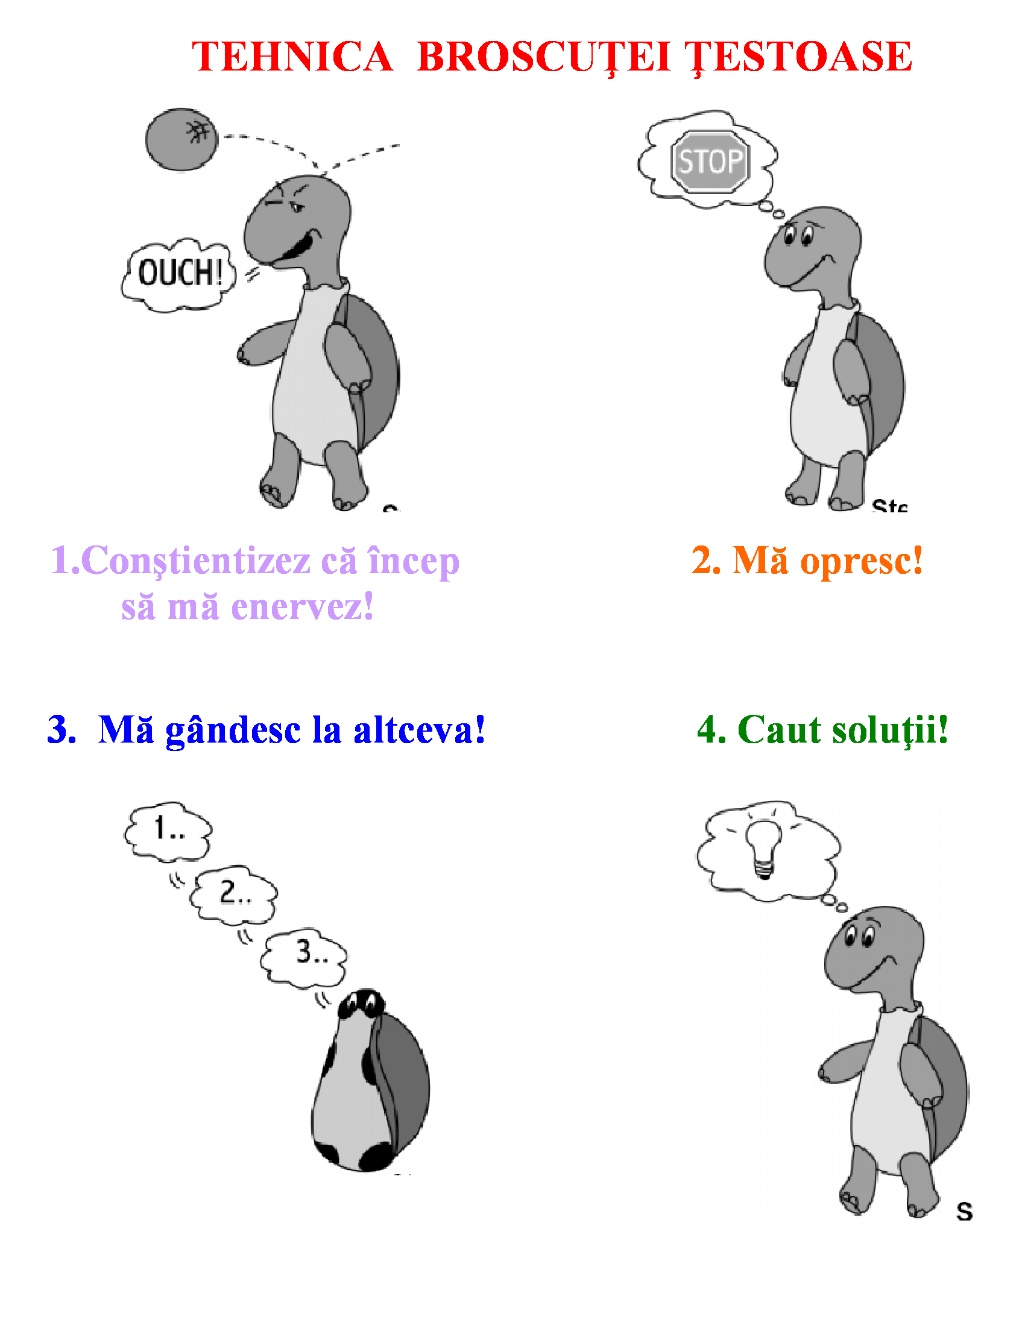 TEHNICA BROSCUŢEI ŢESTOASE
OUCH!
STOP
S
Ste
1.Conştientizez că încep
să mă enervez!
2. Mă opresc!
3. Mă gândesc la altceva!
4. Caut soluţii!
1..
2..
3..
S